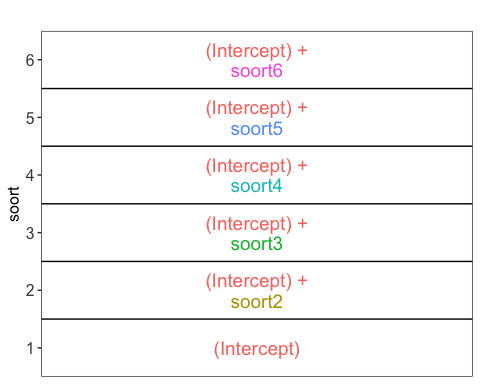 6
(Intercept) +
soort6
5
(Intercept) +
soort5
4
(Intercept) +
soort4
3
(Intercept) +
soort3
2
(Intercept) +
soort2
1
(Intercept)
soort